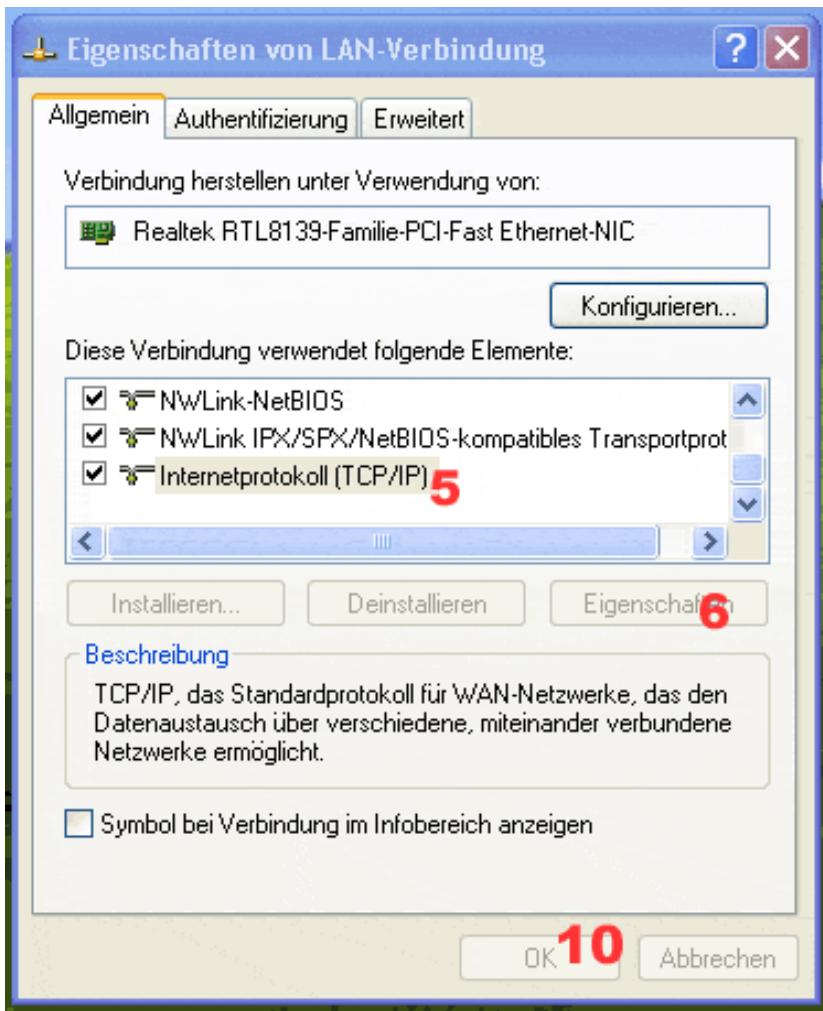 Eigenschaften von LAN-Verbindung
?
Allgemein Authentifizierung Erweitert
Verbindung herstellen unter Verwendung von:
Realtek RTL8139-Familie-PCI-Fast Ethernet-NIC
Konfigurieren...
Diese Verbindung verwendet folgende Elemente:
NWLink-NetBIOS
NWLink IPX/SPX/NetBIOS-kompatibles Transportprot
Internetprotokoll (TCP/IP) 5
Installieren... Deinstallieren Eigenschaften 6
Beschreibung
TCP/IP, das Standardprotokoll für WAN-Netzwerke, das den
Datenaustausch über verschiedene, miteinander verbundene
Netzwerke ermöglicht.
Symbol bei Verbindung im Infobereich anzeigen
OK 10 Abbrechen